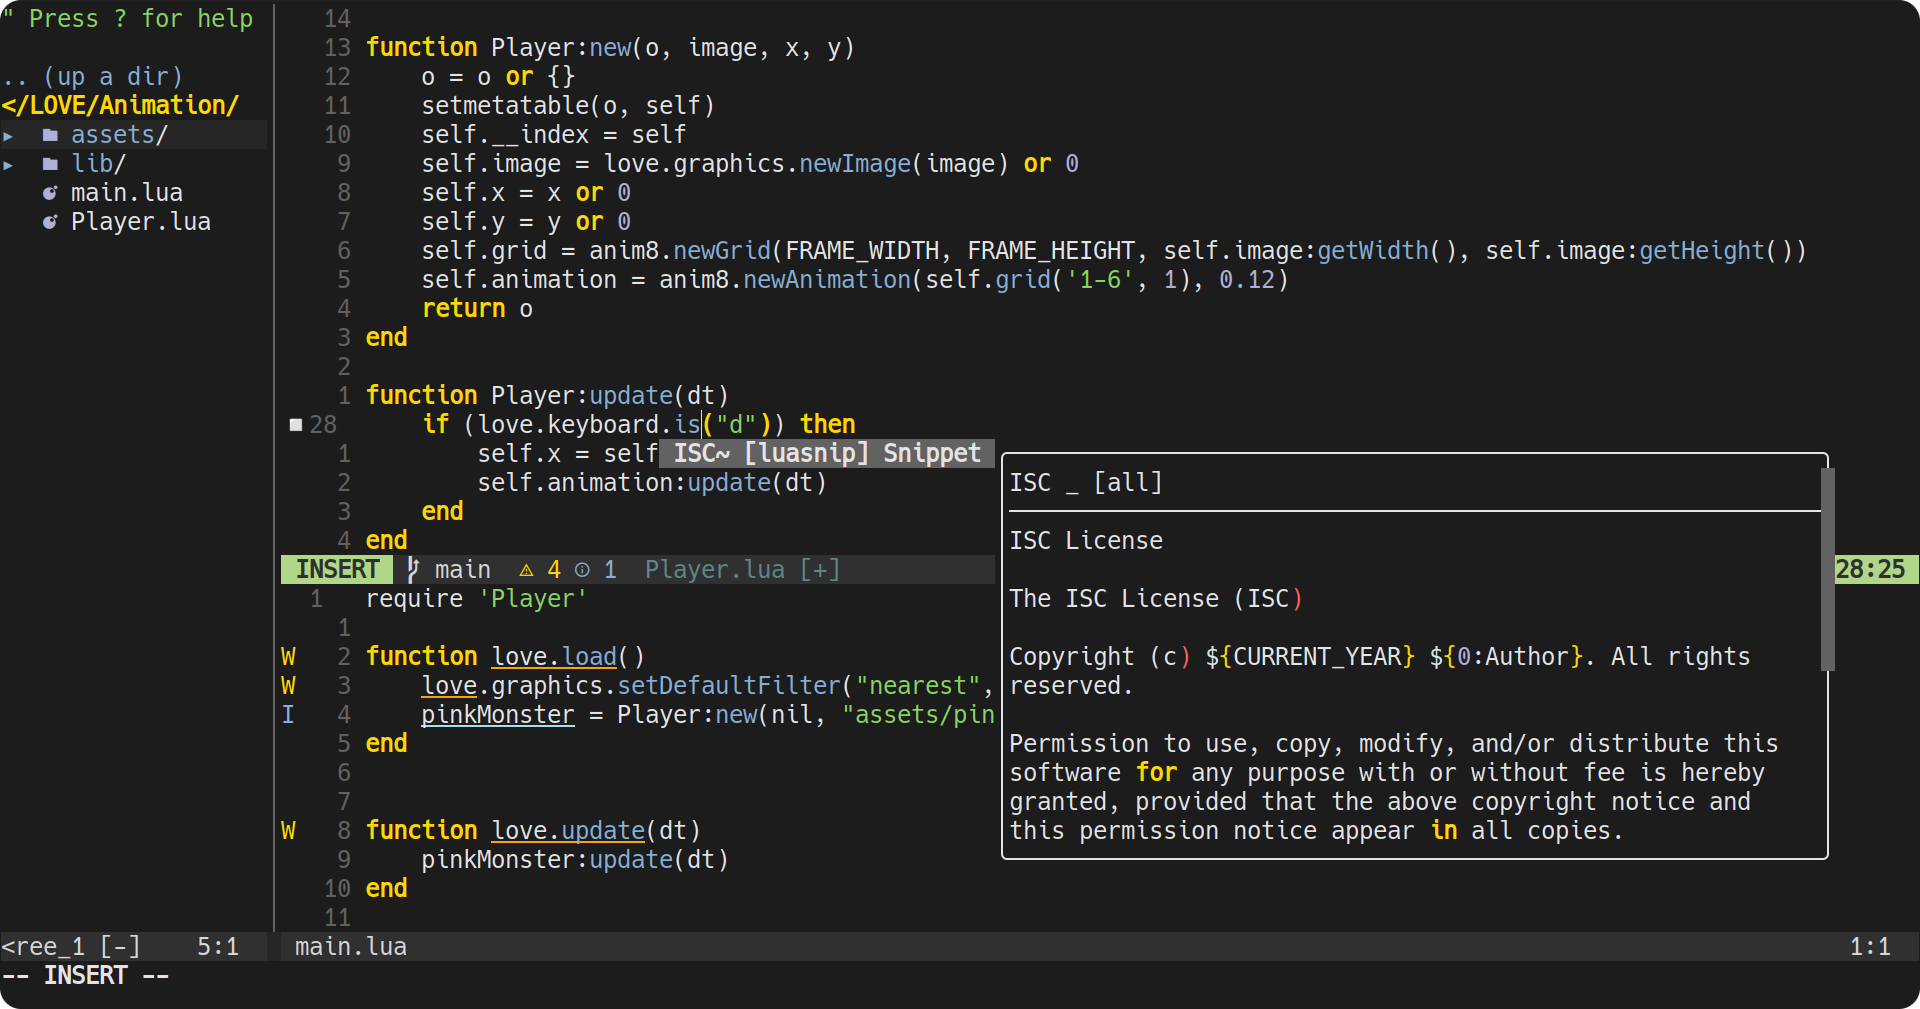 " Press ? for help
.. (up a dir)
</LOVE/Animation/
▸ assets/
▸ lib/
main.lua
Player.lua
<ree_1 [-] 5:1
14
13 function Player:new(o, image, x, y)
12 o = o or {}
11 setmetatable(o, self)
10 self.__index = self
9 self.image = love.graphics.newImage(image) or 0
8 self.x = x or 0
7 self.y = y or 0
6 self.grid = anim8.newGrid(FRAME_WIDTH, FRAME_HEIGHT, self.image:getWidth(), self.image:getHeight())
5 self.animation = anim8.newAnimation(self.grid('1-6', 1), 0.12)
4 return o
3 end
2
1 function Player:update(dt)
28 if (love.keyboard.is("d")) then
1 self.x = self
ISC~ [luasnip] Snippet
2 self.animation:update(dt)
3 end
4 end
INSERT main 4 1 Player.lua [+] 28:25
1 require 'Player'
1
W 2 function love.load()
W 3 love.graphics.setDefaultFilter("nearest",
I 4 pinkMonster = Player:new(nil, "assets/pin
5 end
6
7
W 8 function love.update(dt)
9 pinkMonster:update(dt)
10 end
11
main.lua 1:1
ISC _ [all]
ISC License
The ISC License (ISC)
Copyright (c) ${CURRENT_YEAR} ${0:Author}. All rights
reserved.
Permission to use, copy, modify, and/or distribute this
software for any purpose with or without fee is hereby
granted, provided that the above copyright notice and
this permission notice appear in all copies.
-- INSERT --